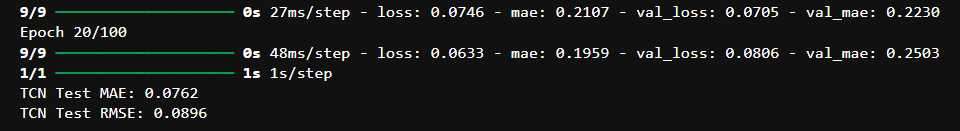 9/9 ━━━━━━━━━━━━━━━━━━━━ 0s 27ms/step - loss: 0.0746 - mae: 0.2107 - val_loss: 0.0705 - val_mae: 0.2230
Epoch 20/100
9/9 ━━━━━━━━━━━━━━━━━━━━ 0s 48ms/step - loss: 0.0633 - mae: 0.1959 - val_loss: 0.0806 - val_mae: 0.2503
1/1 ━━━━━━━━━━━━━━━━━━━━ 1s 1s/step
TCN Test MAE: 0.0762
TCN Test RMSE: 0.0896